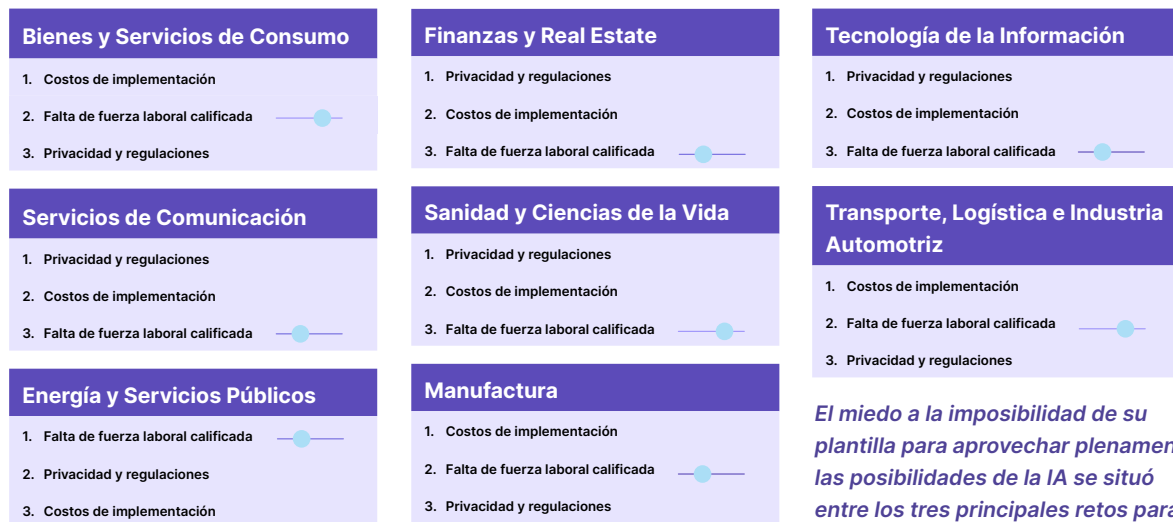 Bienes y Servicios de Consumo
1. Costos de implementación
2. Falta de fuerza laboral calificada
3. Privacidad y regulaciones
Servicios de Comunicación
1. Privacidad y regulaciones
2. Costos de implementación
3. Falta de fuerza laboral calificada
Energía y Servicios Públicos
1. Falta de fuerza laboral calificada
2. Privacidad y regulaciones
3. Costos de implementación
Finanzas y Real Estate
1. Privacidad y regulaciones
2. Costos de implementación
3. Falta de fuerza laboral calificada
Sanidad y Ciencias de la Vida
1. Privacidad y regulaciones
2. Costos de implementación
3. Falta de fuerza laboral calificada
Manufactura
1. Costos de implementación
2. Falta de fuerza laboral calificada
3. Privacidad y regulaciones
Tecnología de la Información
1. Privacidad y regulaciones
2. Costos de implementación
3. Falta de fuerza laboral calificada
Transporte, Logística e Industria
Automotriz
1. Costos de implementación
2. Falta de fuerza laboral calificada
3. Privacidad y regulaciones
El miedo a la imposibilidad de su
plantilla para aprovechar
las posibilidades de la IA se situó
entre los tres principales retos